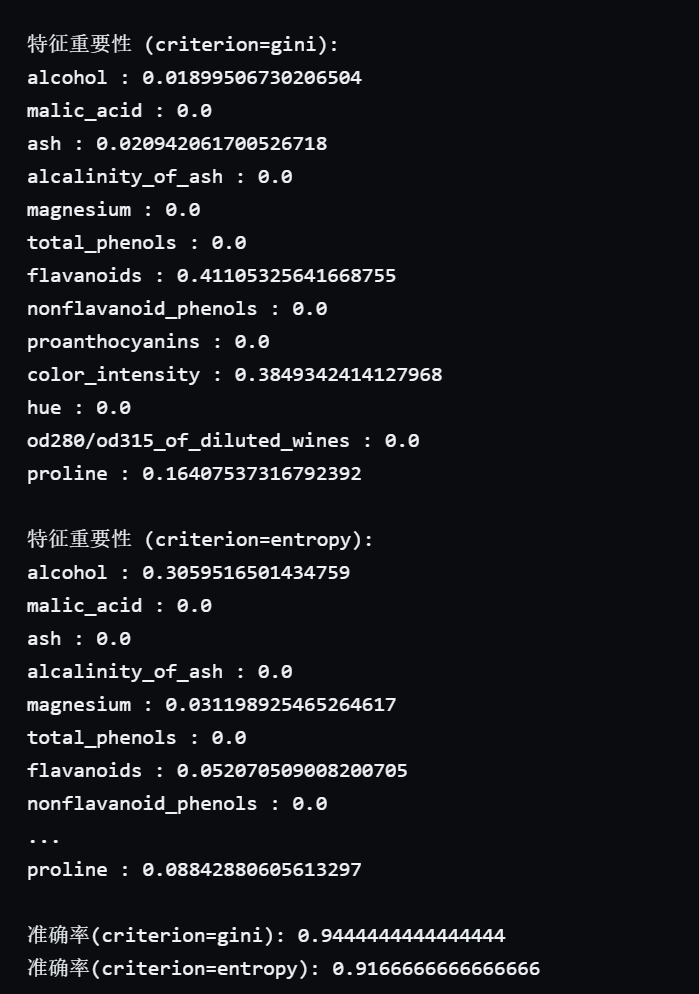 特征重要性 (criterion=gini):
alcohol : 0.01899506730206504
malic_acid : 0.0
ash : 0.020942061700526718
alcalinity_of_ash : 0.0
magnesium : 0.0
total_phenols : 0.0
flavanoids : 0.41105325641668755
nonflavanoid_phenols : 0.0
proanthocyanins : 0.0
color_intensity : 0.3849342414127968
hue : 0.0
od280/od315_of_diluted_wines : 0.0
proline : 0.16407537316792392
特征重要性 (criterion=entropy):
alcohol : 0.3059516501434759
malic_acid : 0.0
ash : 0.0
alcalinity_of_ash : 0.0
magnesium : 0.031198925465264617
total_phenols : 0.0
flavanoids : 0.052070509008200705
nonflavanoid_phenols : 0.0
...
proline : 0.08842880605613297
准确率(criterion=gini): 0.9444444444444444
准确率(criterion=entropy): 0.9166666666666666